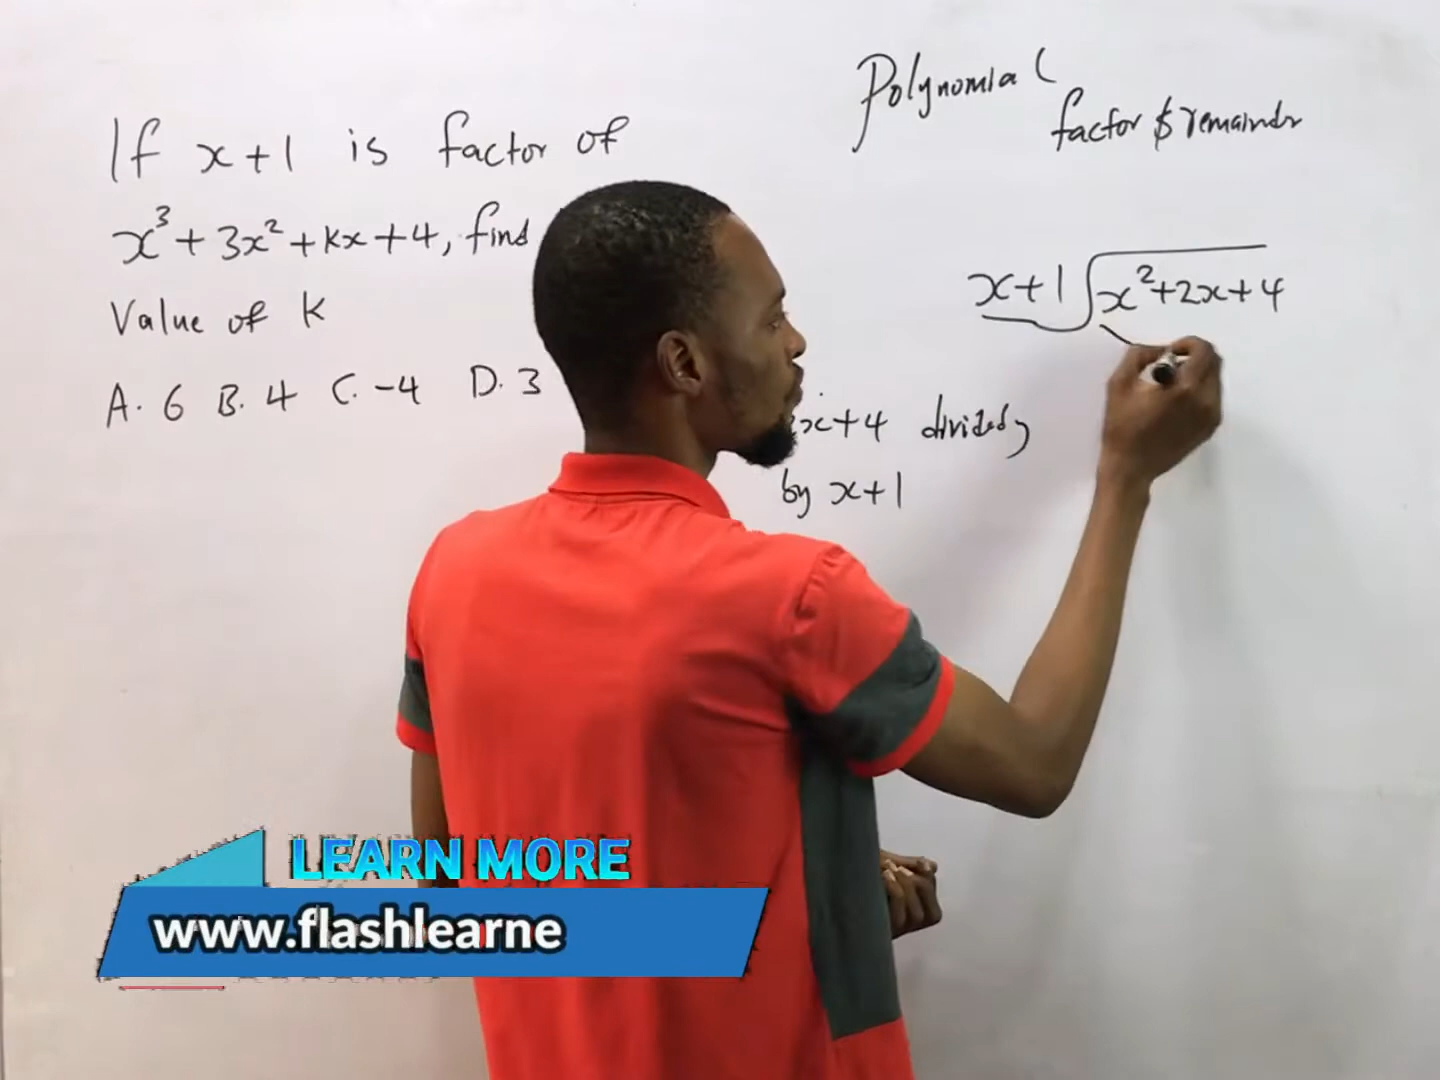 If x+1 is factor of
x³+3x²+kx+4, find
Value of k
A. 6 B. 4 C. -4 D. 3
Polynomial
factor & remainder
x+1 x²+2x+4
x+4 divided
by x+1
LEARN MORE
www.flashlearne